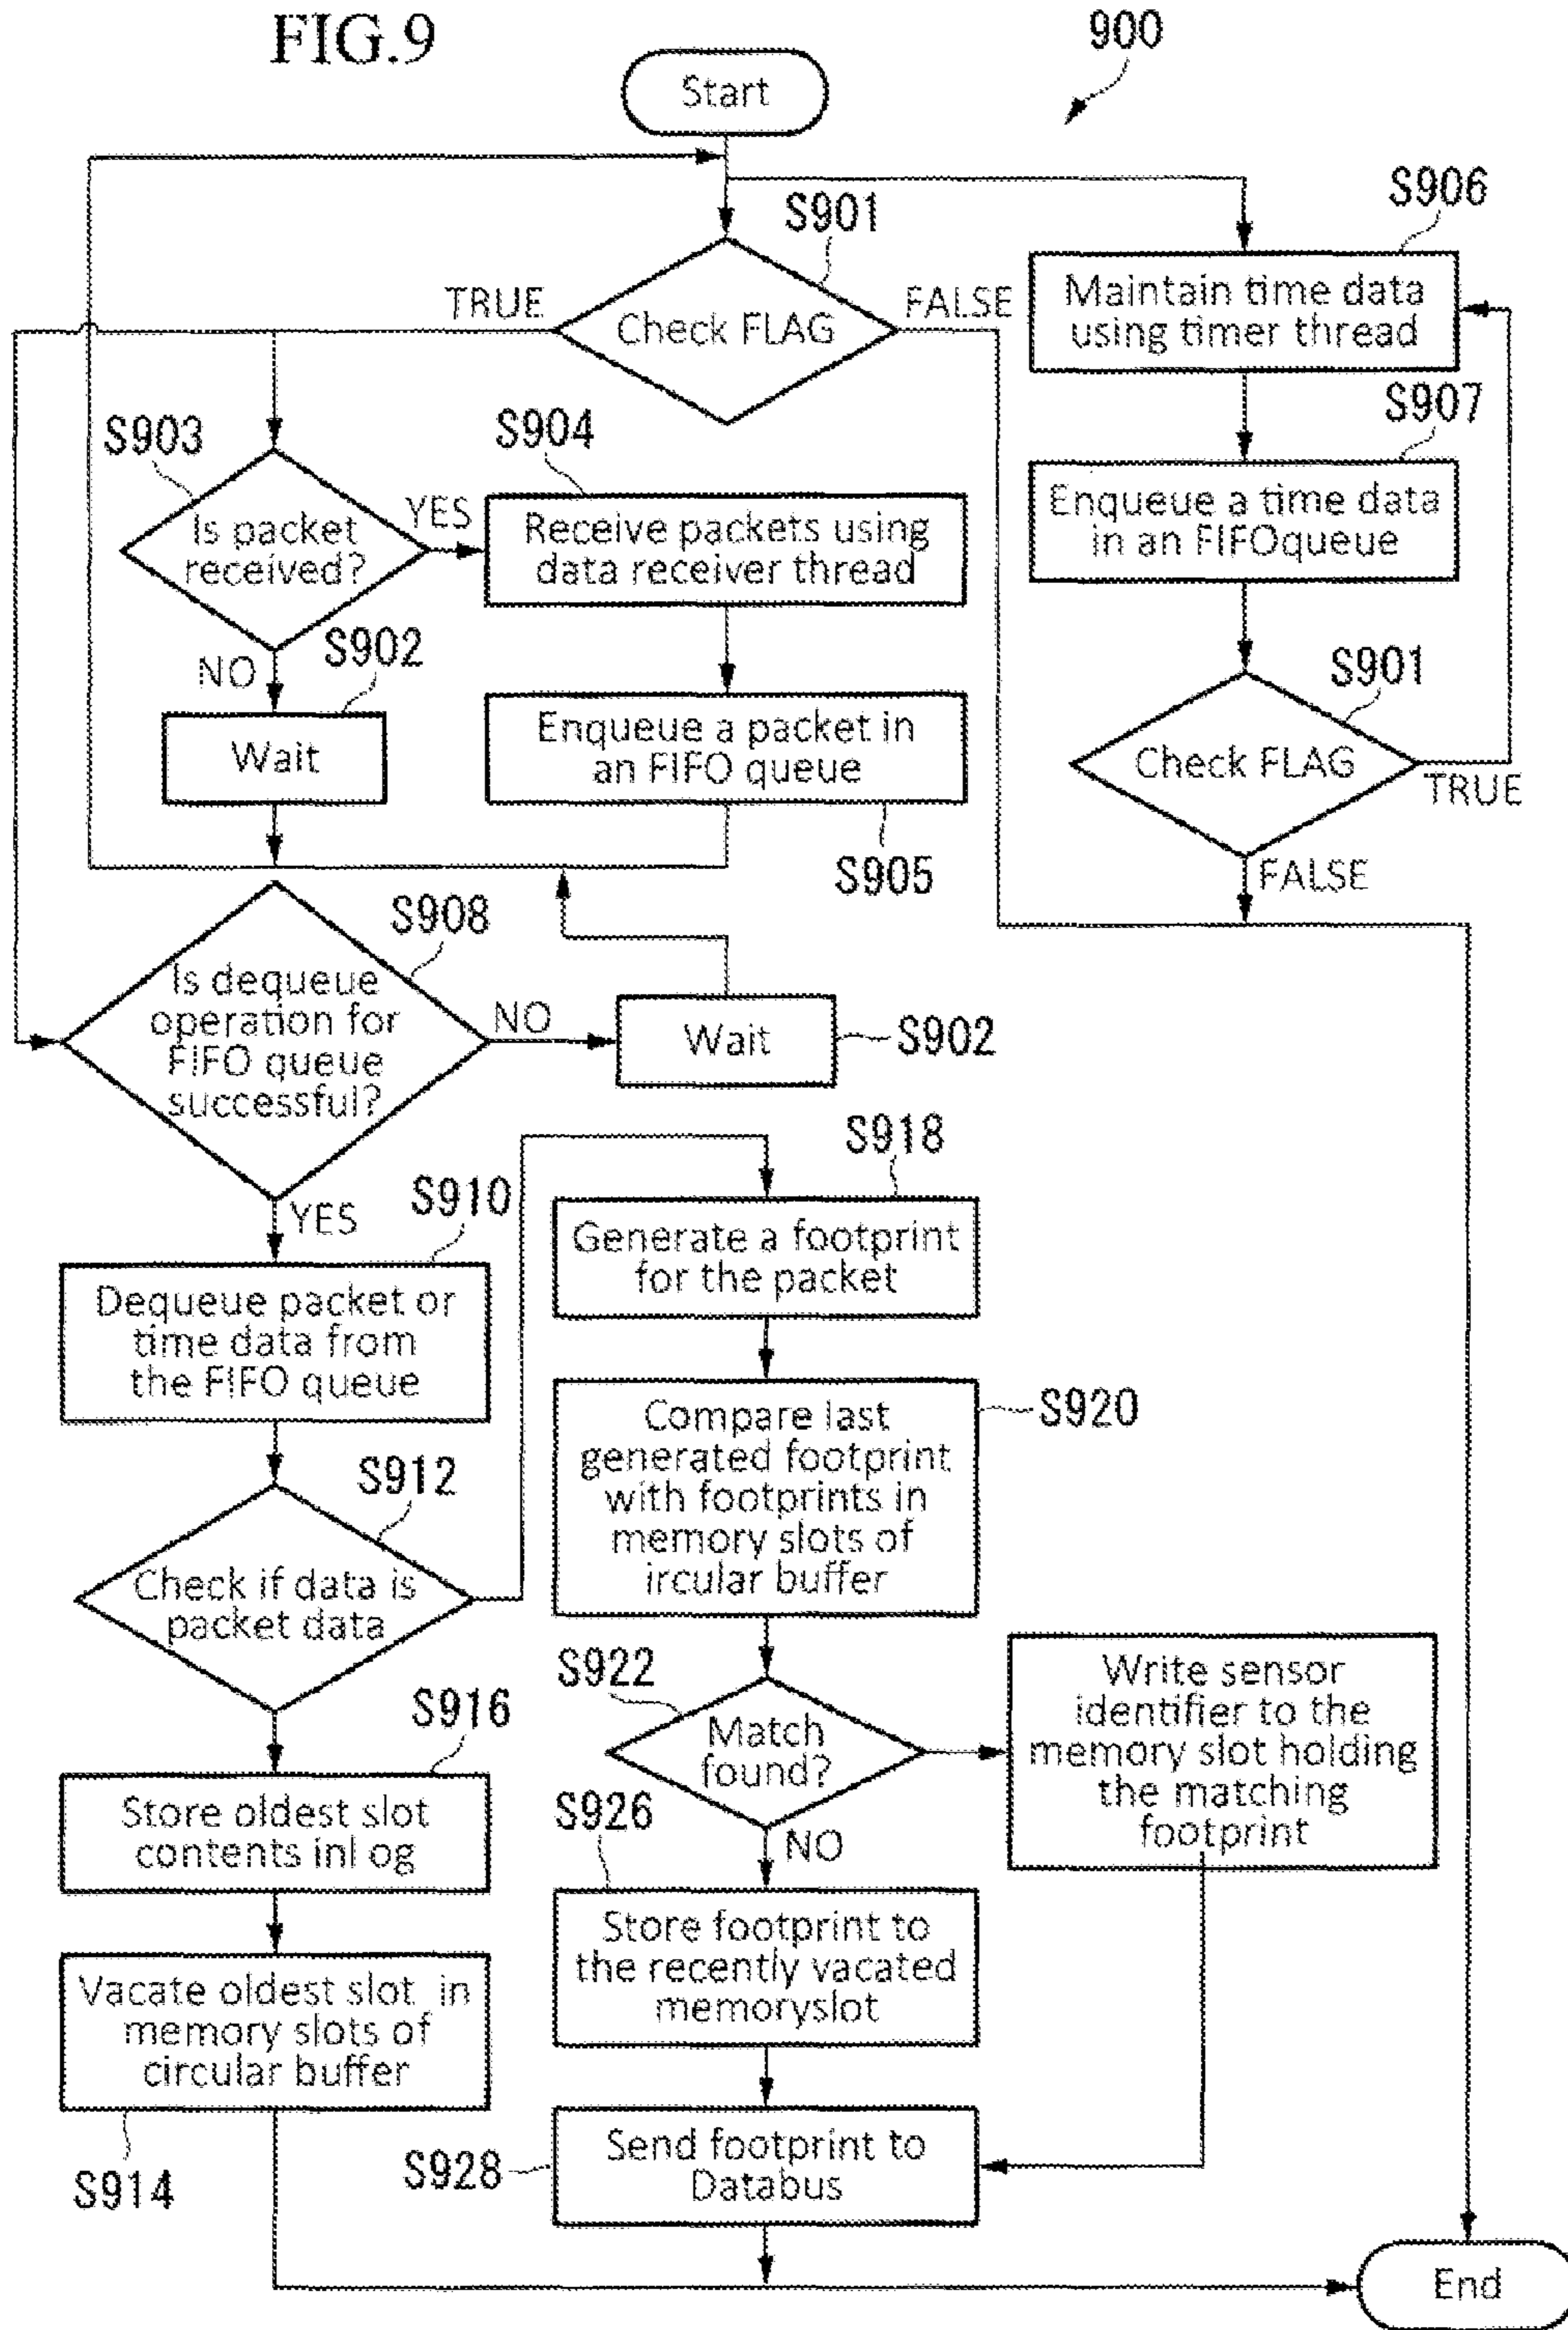 FIG.9
900
Start
S901
S906
TRUE
Check FLAG
FALSE
Maintain time data
using timer thread
S907
S903
S904
Is packet
received?
YES
Receive packets using
data receiver thread
Enqueue a time data
in an FIFOqueue
NO
S902
Wait
Enqueue a packet in
an FIFO queue
S901
Check FLAG
TRUE
S905
FALSE
S908
Is dequeue
operation for
FIFO queue
successful?
NO
Wait
S902
YES
S910
S918
Dequeue packet or
time data from
the FIFO queue
Generate a footprint
for the packet
S920
Compare last
generated footprint
with footprints in
memory slots of
ircular buffer
S912
Check if data is
packet data
S922
Match
found?
Write sensor
identifier to the
memory slot holding
the matching
footprint
S916
S926
NO
Store oldest slot
contents inl og
Store footprint to
the recently vacated
memoryslot
Vacate oldest slot in
memory slots of
circular buffer
S914
S928
Send footprint to
Databus
End